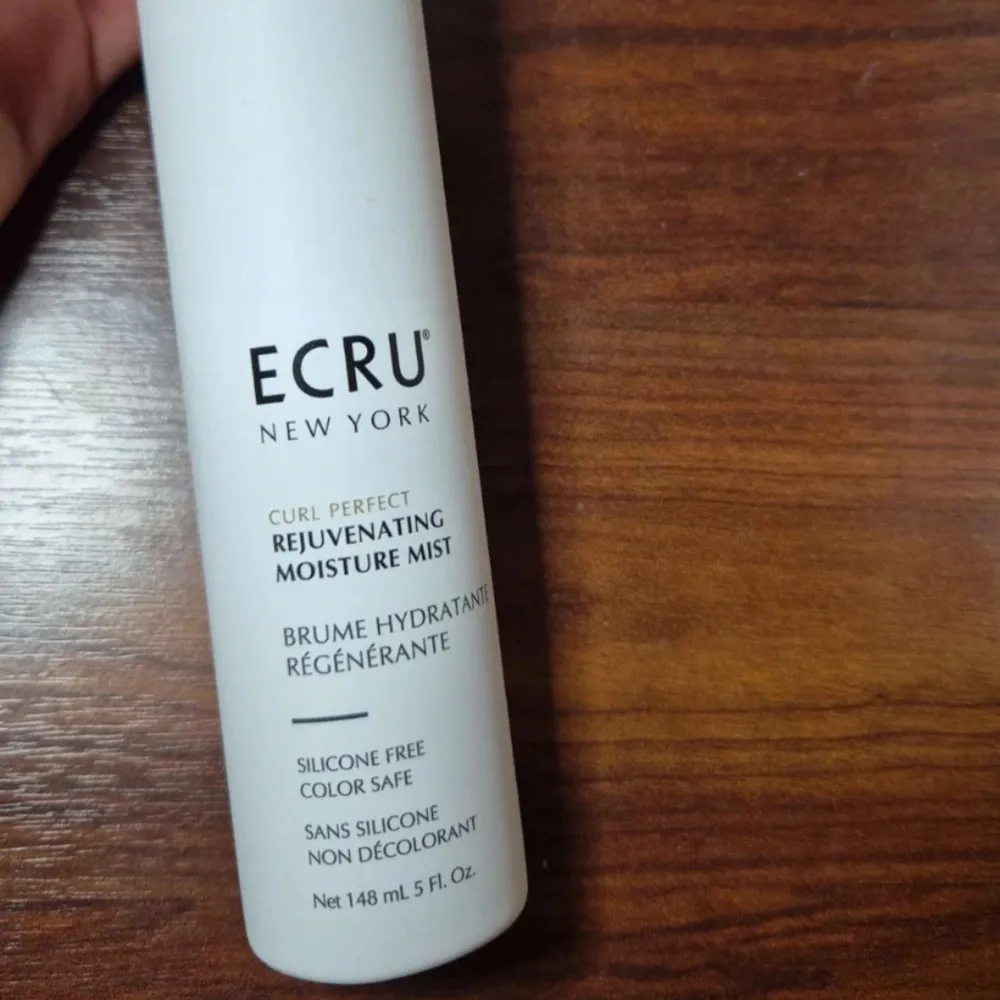 ECRU®
NEW YORK
CURL PERFECT
REJUVENATING
MOISTURE MIST
BRUME HYDRATANTE
RÉGÉNÉRANTE
SILICONE FREE
COLOR SAFE
SANS SILICONE
NON DÉCOLORANT
Net 148 mL 5 Fl. Oz.